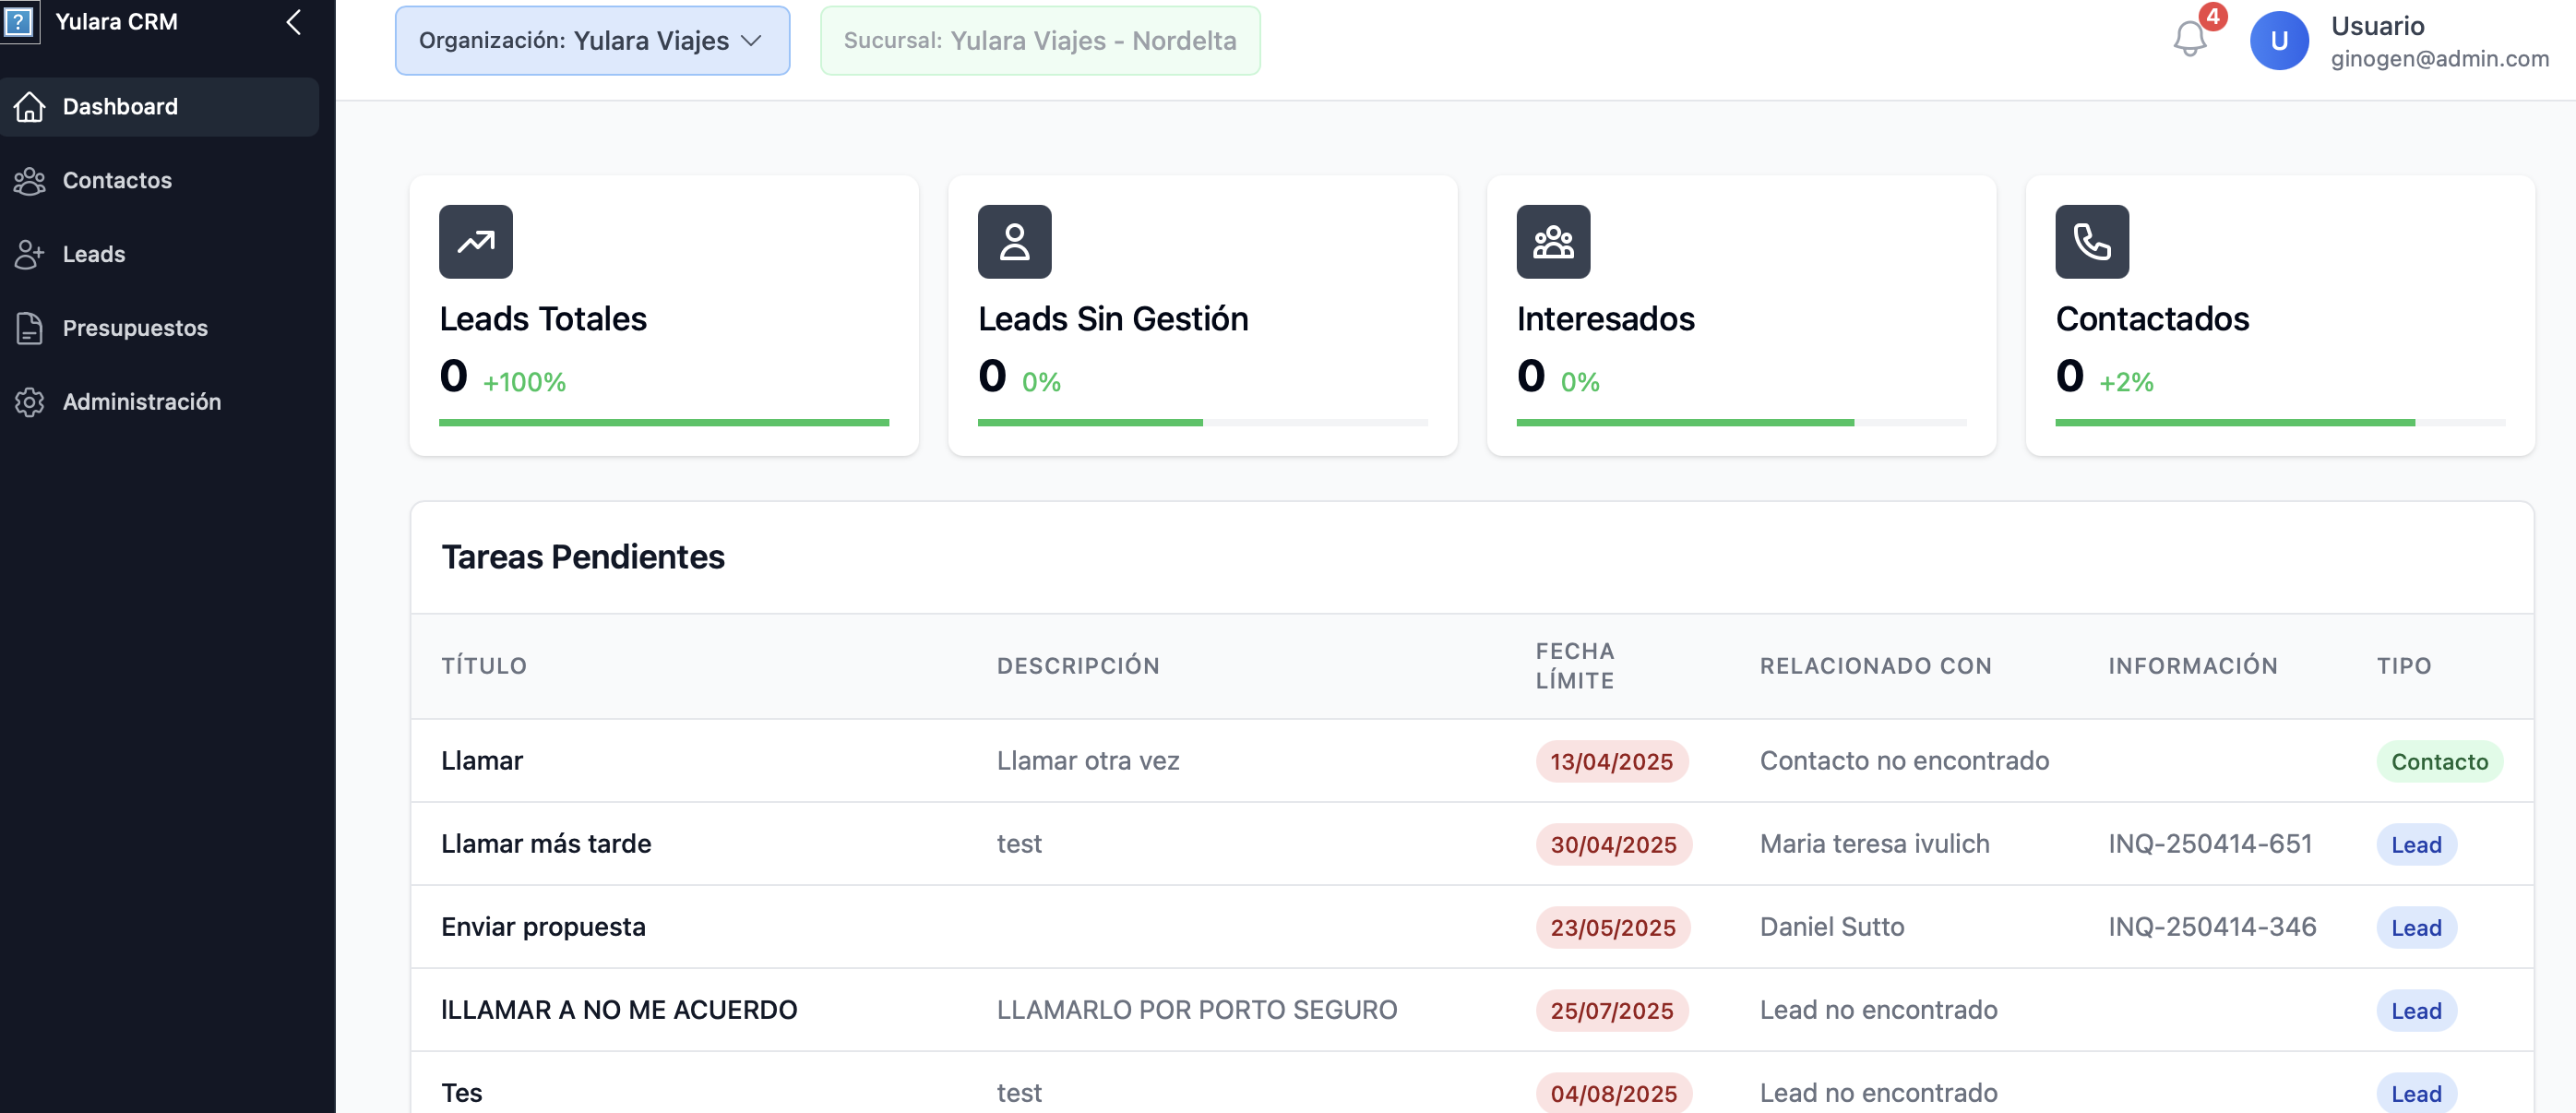 Yulara CRM
Organización: Yulara Viajes
Sucursal: Yulara Viajes - Nordelta
4
U
Usuario
ginogen@admin.com
Dashboard
Contactos
Leads
Presupuestos
Administración
Leads Totales
0 +100%
Leads Sin Gestión
0 0%
Interesados
0 0%
Contactados
0 +2%
Tareas Pendientes
TÍTULO DESCRIPCIÓN FECHA LÍMITE RELACIONADO CON INFORMACIÓN TIPO
Llamar Llamar otra vez 13/04/2025 Contacto no encontrado Contacto
Llamar más tarde test 30/04/2025 Maria teresa ivulich INQ-250414-651 Lead
Enviar propuesta 23/05/2025 Daniel Sutto INQ-250414-346 Lead
lLLAMAR A NO ME ACUERDO LLAMARLO POR PORTO SEGURO 25/07/2025 Lead no encontrado Lead
Tes test 04/08/2025 Lead no encontrado Lead